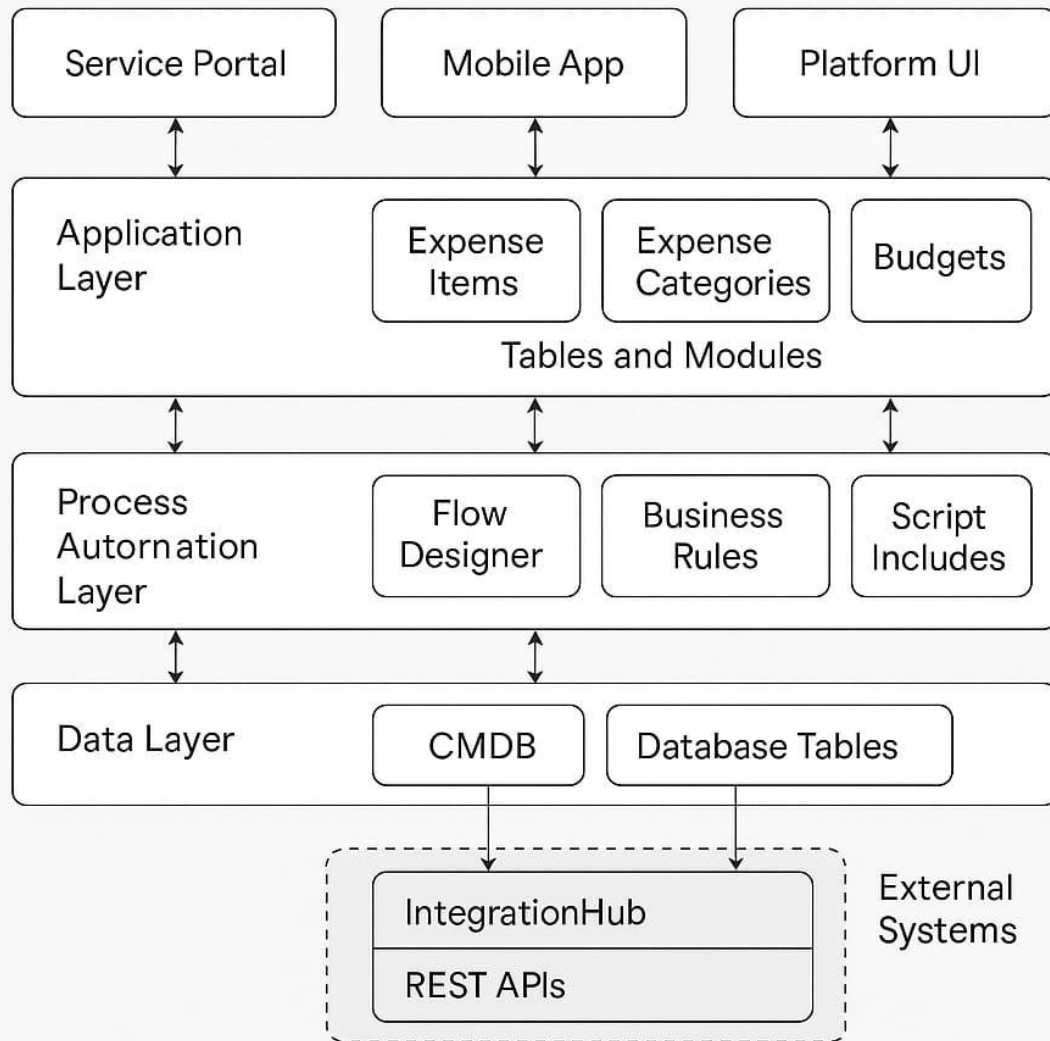 Service Portal
Mobile App
Platform UI
Application
Layer
Expense
Items
Expense
Categories
Budgets
Tables and Modules
Process
Autornation
Layer
Flow
Designer
Business
Rules
Script
Includes
Data Layer
CMDB
Database Tables
IntegrationHub
REST APIs
External
Systems